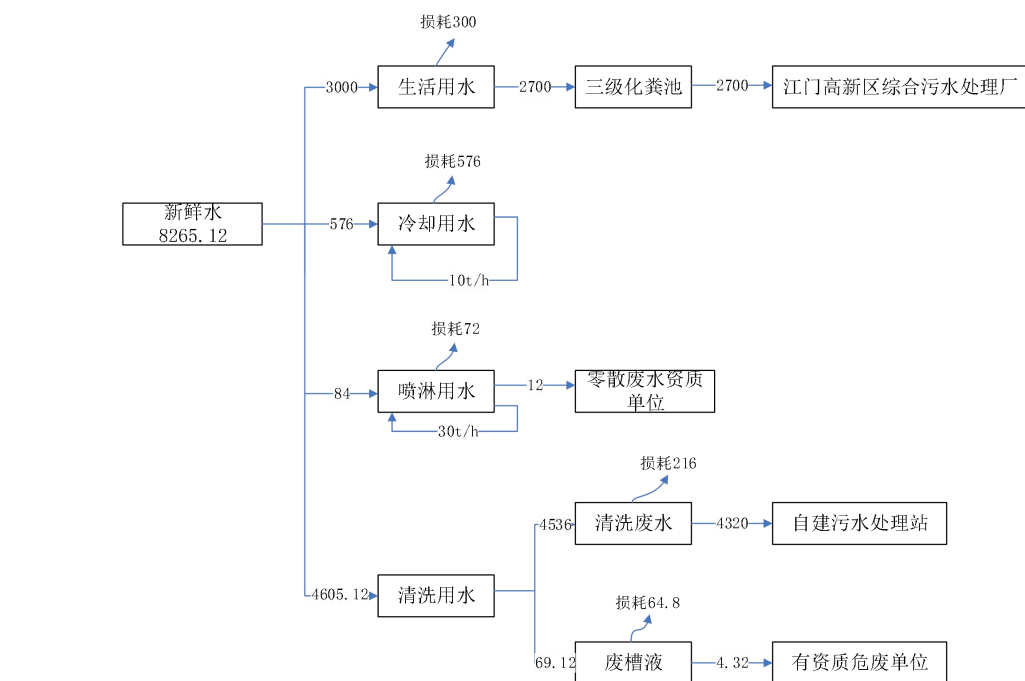 损耗300
3000
生活用水
2700
三级化粪池
2700
江门高新区综合污水处理厂
损耗576
新鲜水
8265.12
576
冷却用水
10t/h
损耗72
84
喷淋用水
12
零散废水资质
单位
30t/h
损耗216
4536
清洗废水
4320
自建污水处理站
4605.12
清洗用水
损耗64.8
69.12
废槽液
4.32
有资质危废单位